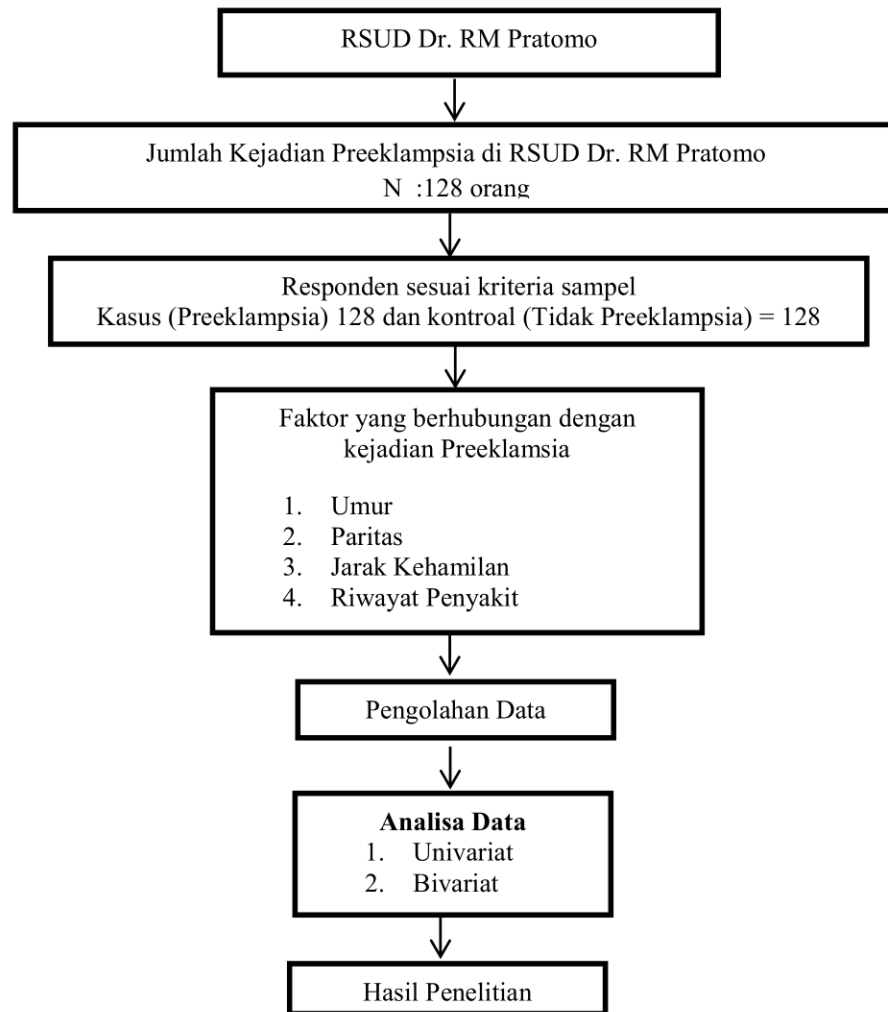 RSUD Dr. RM Pratomo
Jumlah Kejadian Preeklampsia di RSUD Dr. RM Pratomo
N :128 orang
Responden sesuai kriteria sampel
Kasus (Preeklampsia) 128 dan kontroal (Tidak Preeklampsia) = 128
Faktor yang berhubungan dengan
kejadian Preeklamsia
1. Umur
2. Paritas
3. Jarak Kehamilan
4. Riwayat Penyakit
Pengolahan Data
Analisa Data
1. Univariat
2. Bivariat
Hasil Penelitian